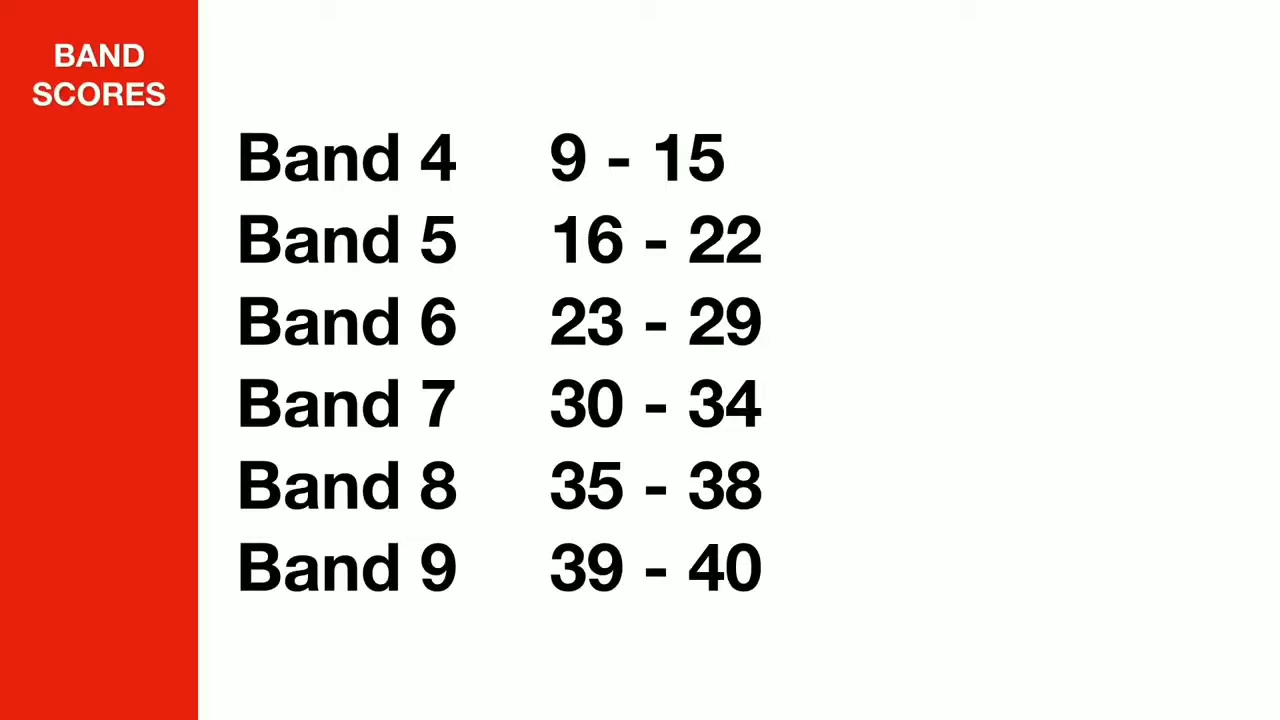 BAND
SCORES
Band 4 9 - 15
Band 5 16 - 22
Band 6 23 - 29
Band 7 30 - 34
Band 8 35 - 38
Band 9 39 - 40